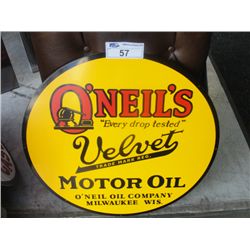 57
O'NEIL'S
"Every drop tested"
Velvet
TRADE MARK REG.
MOTOR OIL
O'NEIL OIL COMPANY
MILWAUKEE WIS.